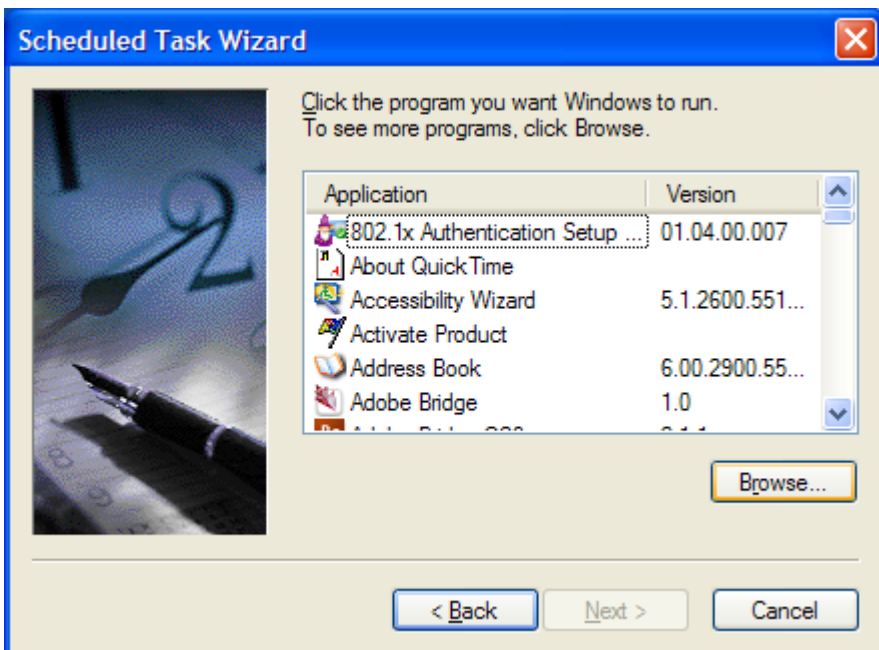 Scheduled Task Wizard
Click the program you want Windows to run.
To see more programs, click Browse.
Application Version
802.1x Authentication Setup ... 01.04.00.007
About QuickTime
Accessibility Wizard 5.1.2600.551...
Activate Product
Address Book 6.00.2900.55...
Adobe Bridge 1.0
Browse...
< Back Next > Cancel